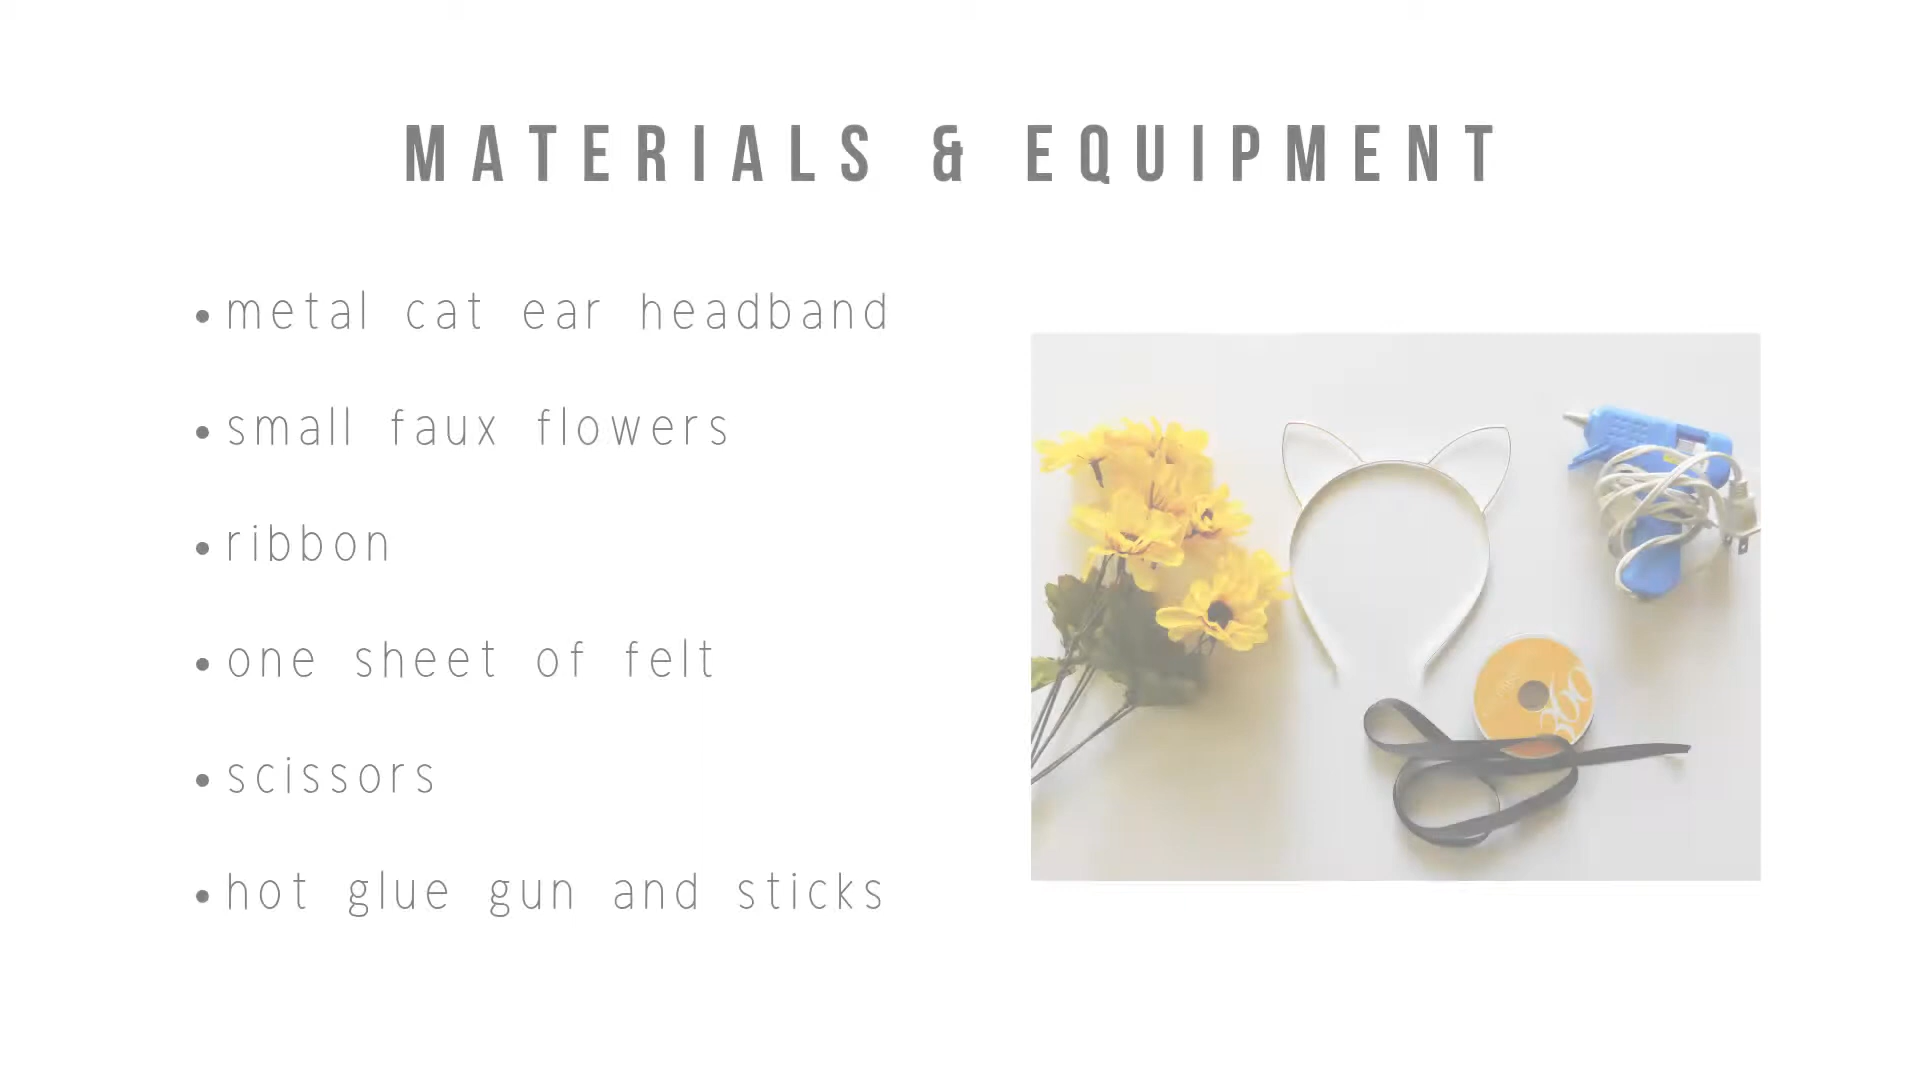 MATERIALS & EQUIPMENT
metal cat ear headband
small faux flowers
ribbon
one sheet of felt
scissors
hot glue gun and sticks